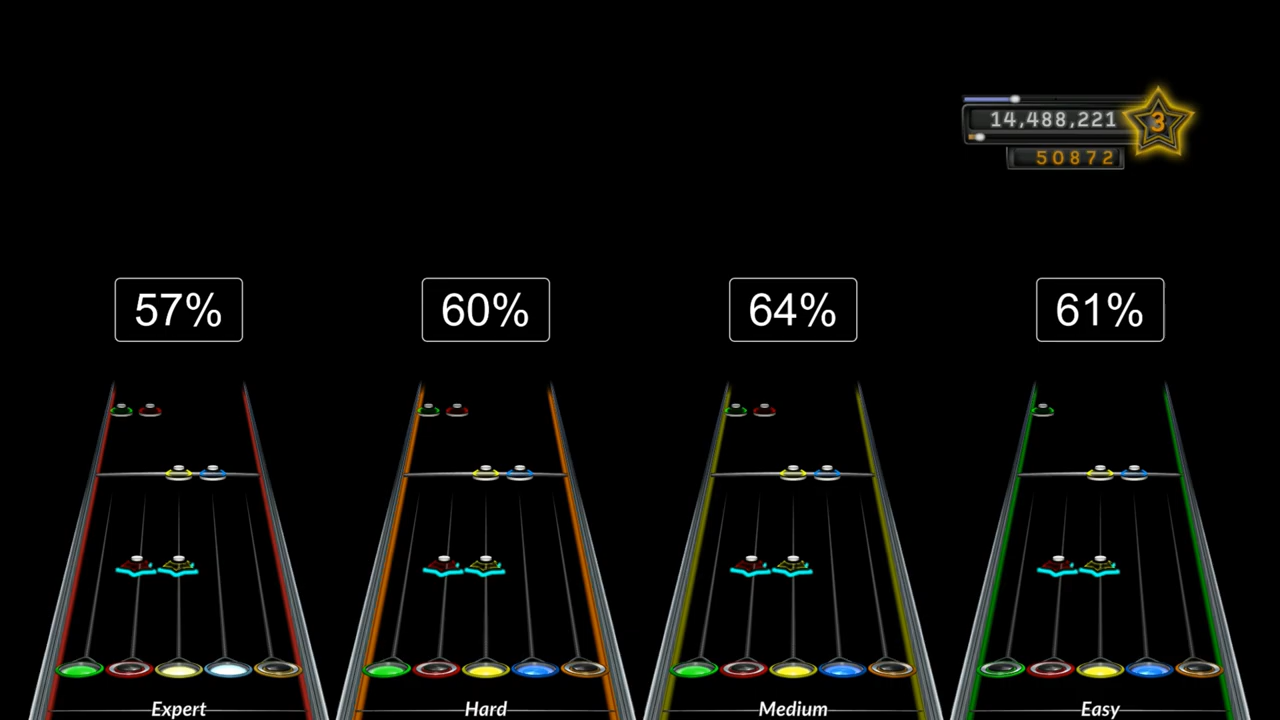 14,488,221
3
50872
57%
60%
64%
61%
Expert
Hard
Medium
Easy